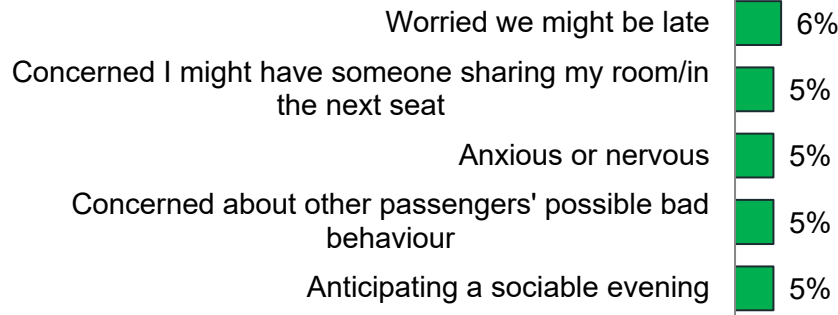 Worried we might be late 6%
Concerned I might have someone sharing my room/in
the next seat 5%
Anxious or nervous 5%
Concerned about other passengers' possible bad
behaviour 5%
Anticipating a sociable evening 5%